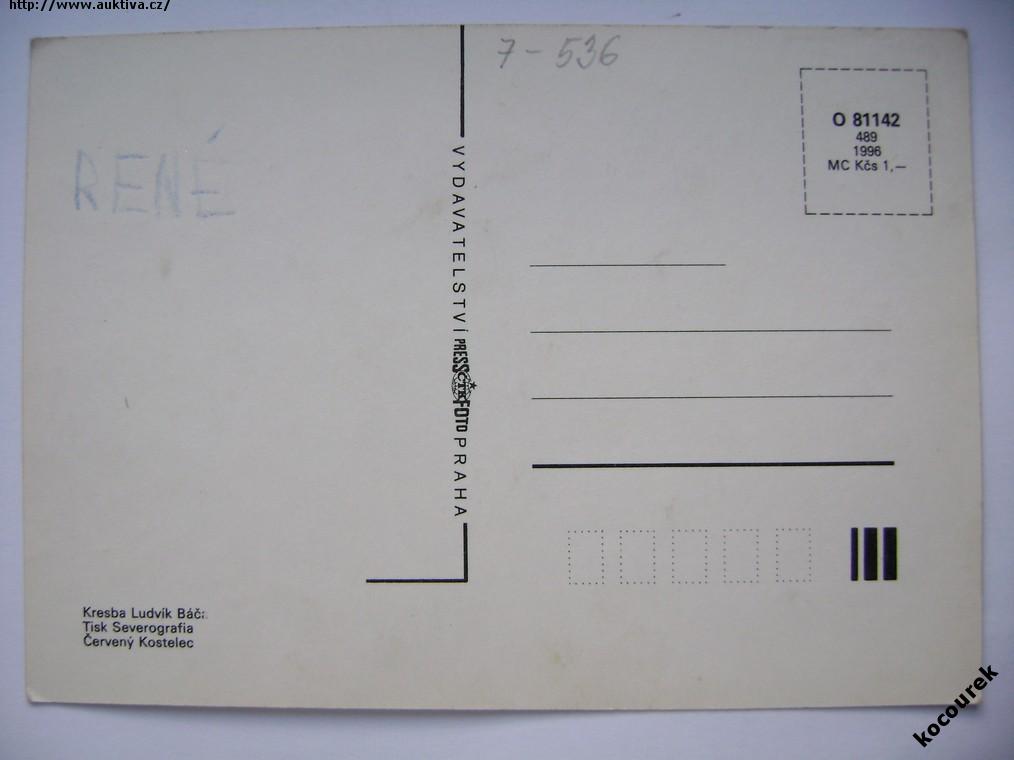 http://www.auktiva.cz/
7-536
RENÉ
O 81142
489
1996
MC Kčs 1,—
VYDAVATELSTVÍ PRESSFOTO PRAHA
ČTK
Kresba Ludvík
Tisk Severografia
Červený Kostelec
kocourek